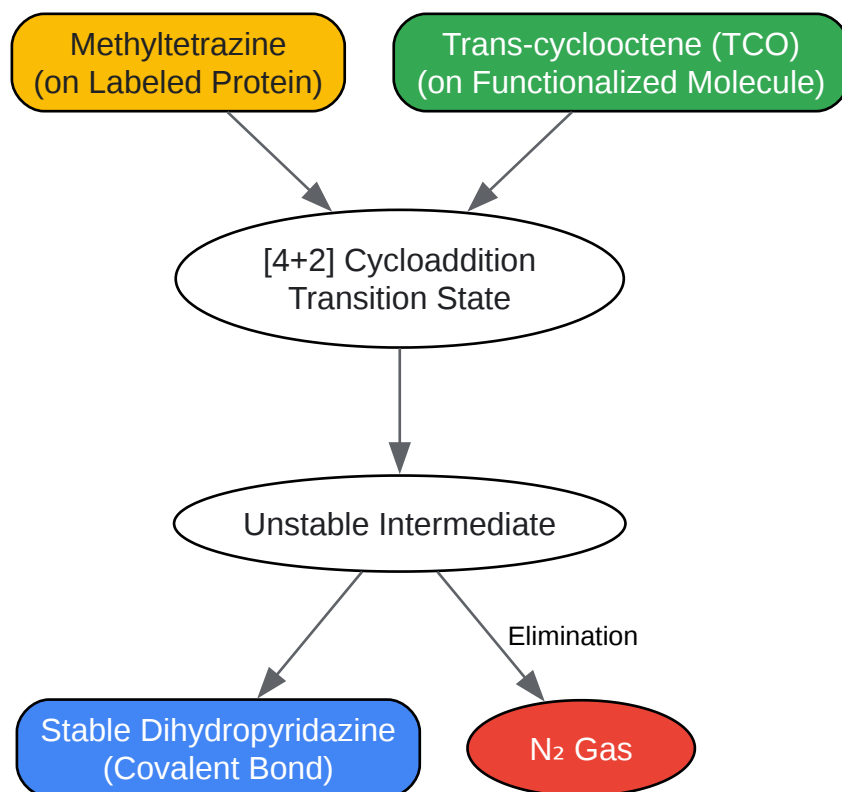 Methyltetrazine
(on Labeled Protein)
Trans-cyclooctene (TCO)
(on Functionalized Molecule)
[4+2] Cycloaddition
Transition State
Unstable Intermediate
Elimination
Stable Dihydropyridazine
(Covalent Bond)
N₂ Gas